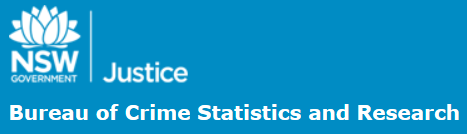 NSW
GOVERNMENT
Justice
Bureau of Crime Statistics and Research